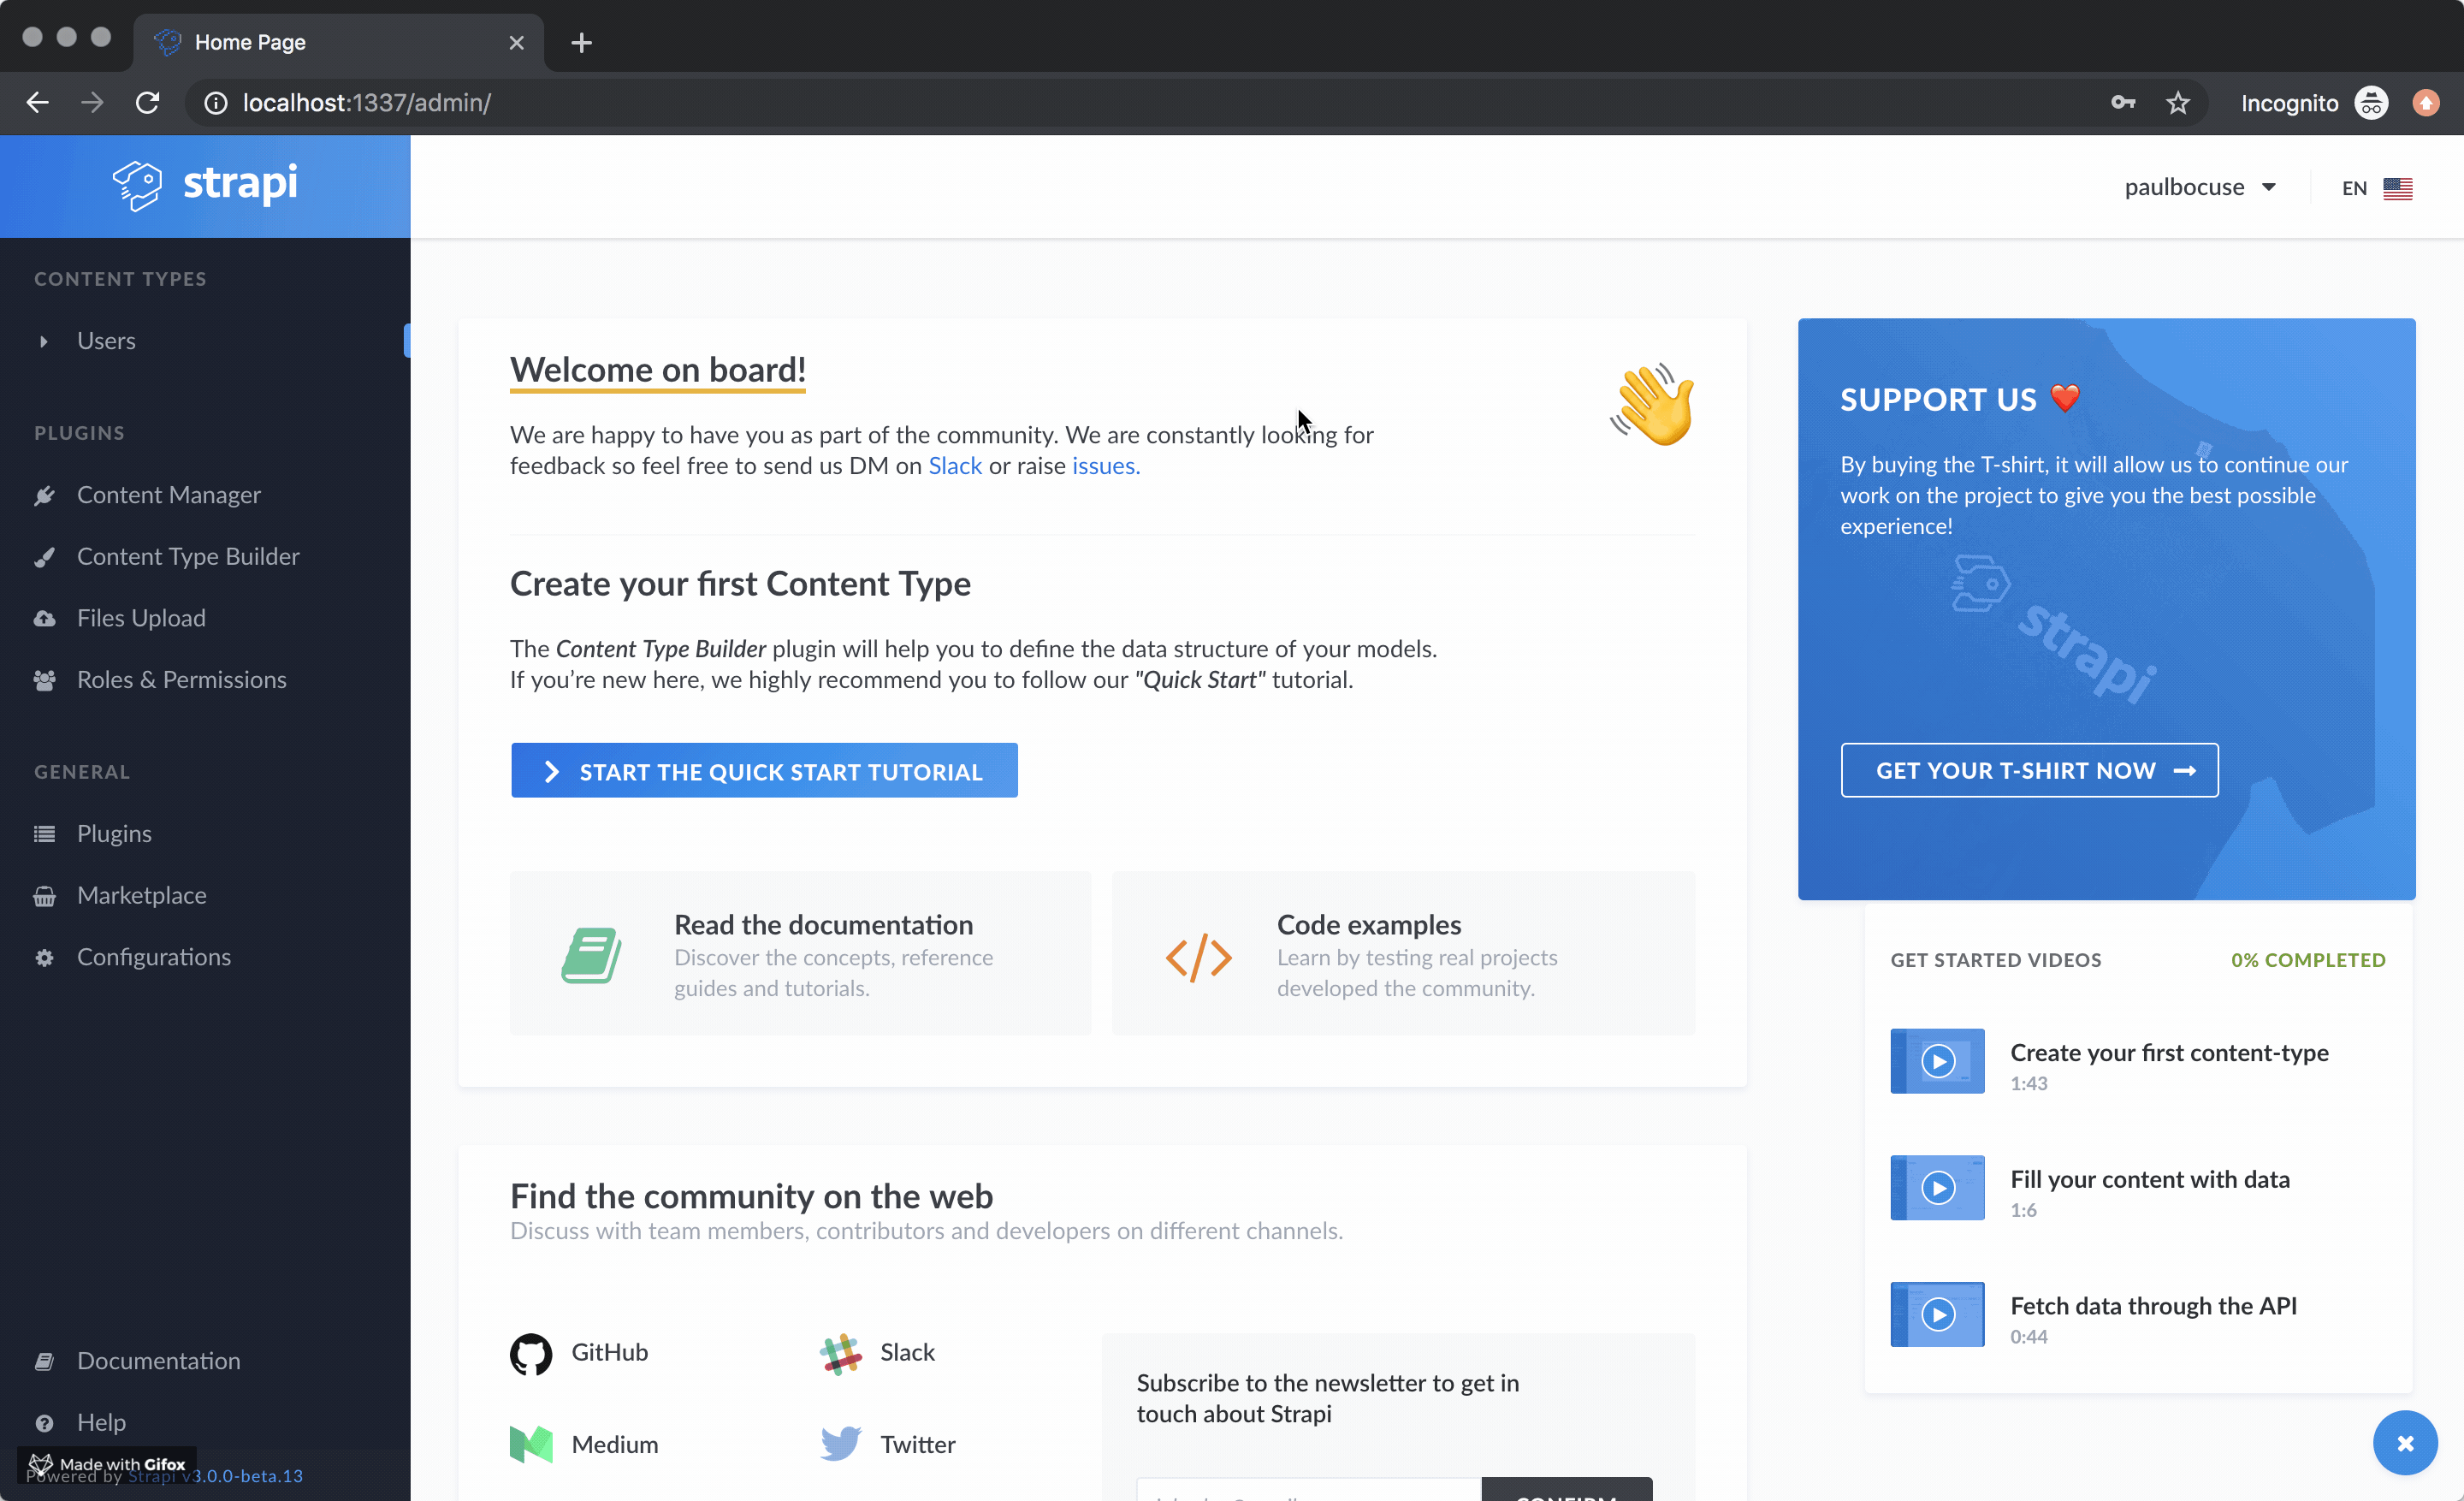 Home Page
localhost:1337/admin/
Incognito
strapi
paulbocuse
EN
CONTENT TYPES
Users
PLUGINS
Content Manager
Content Type Builder
Files Upload
Roles & Permissions
GENERAL
Plugins
Marketplace
Configurations
Documentation
Help
Made with Gifox
Powered by Strapi v3.0.0-beta.13
Welcome on board!
We are happy to have you as part of the community. We are constantly looking for
feedback so feel free to send us DM on Slack or raise issues.
Create your first Content Type
The Content Type Builder plugin will help you to define the data structure of your models.
If you’re new here, we highly recommend you to follow our "Quick Start" tutorial.
START THE QUICK START TUTORIAL
Read the documentation
Discover the concepts, reference
guides and tutorials.
Code examples
Learn by testing real projects
developed the community.
Find the community on the web
Discuss with team members, contributors and developers on different channels.
GitHub
Slack
Medium
Twitter
Subscribe to the newsletter to get in
touch about Strapi
CONFIRM
SUPPORT US
By buying the T-shirt, it will allow us to continue our
work on the project to give you the best possible
experience!
strapi
GET YOUR T-SHIRT NOW
GET STARTED VIDEOS
0% COMPLETED
Create your first content-type
1:43
Fill your content with data
1:6
Fetch data through the API
0:44